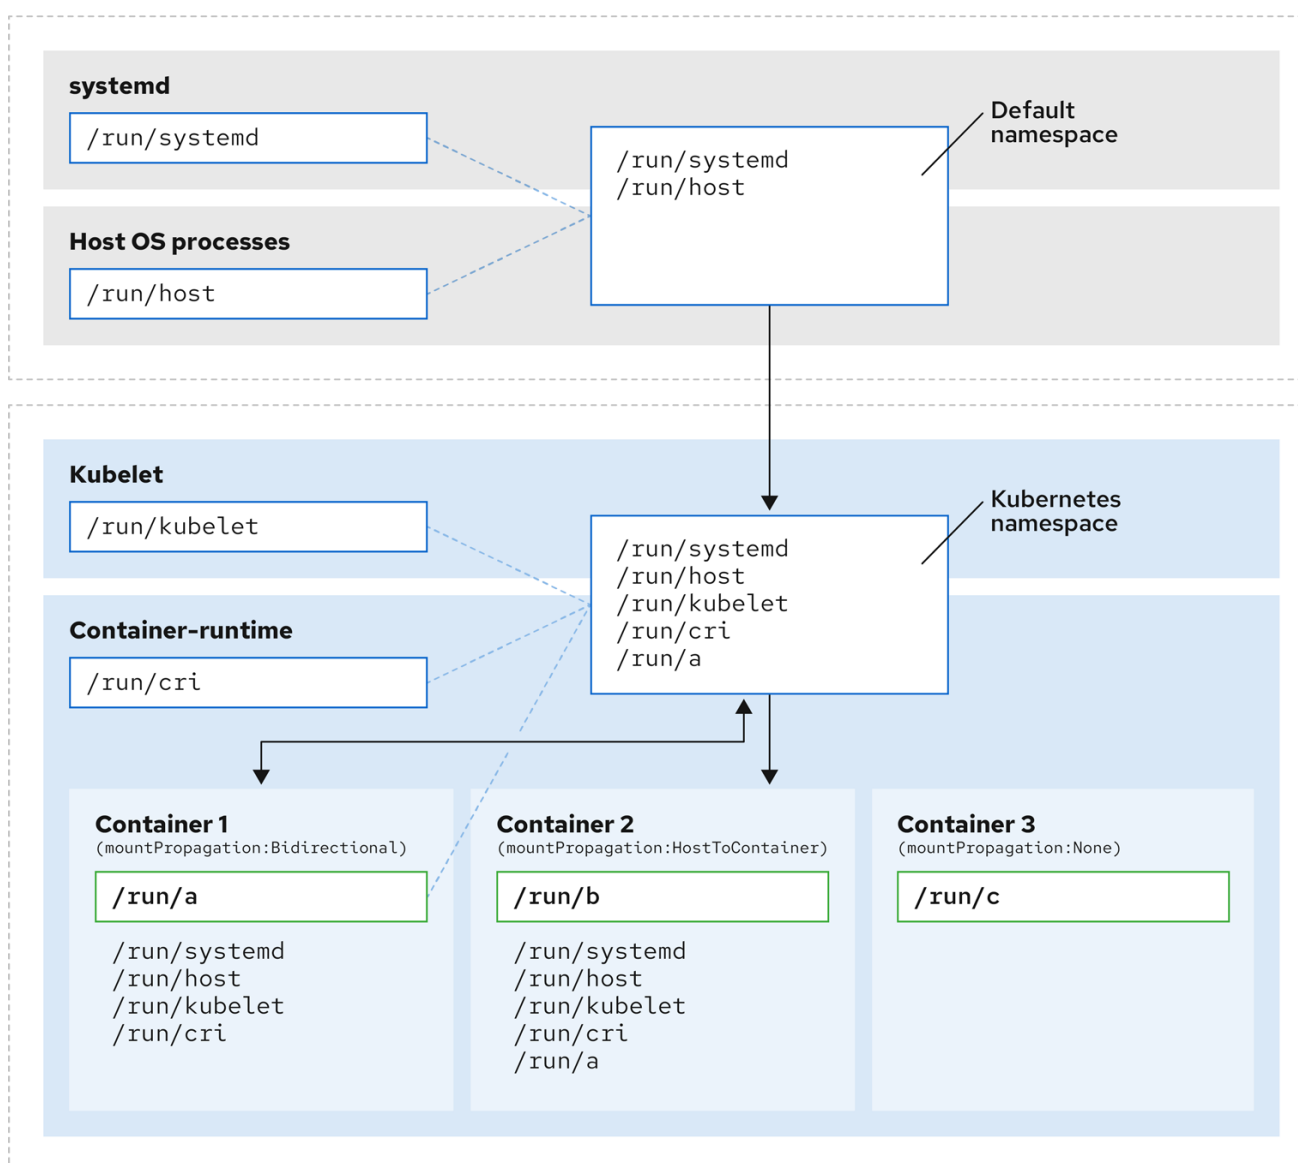 systemd
/run/systemd
Default
namespace
/run/systemd
/run/host
Host OS processes
/run/host
Kubelet
/run/kubelet
Kubernetes
namespace
/run/systemd
/run/host
/run/kubelet
/run/cri
/run/a
Container-runtime
/run/cri
Container 1
(mountPropagation:Bidirectional)
/run/a
/run/systemd
/run/host
/run/kubelet
/run/cri
Container 2
(mountPropagation:HostToContainer)
/run/b
/run/systemd
/run/host
/run/kubelet
/run/cri
/run/a
Container 3
(mountPropagation:None)
/run/c